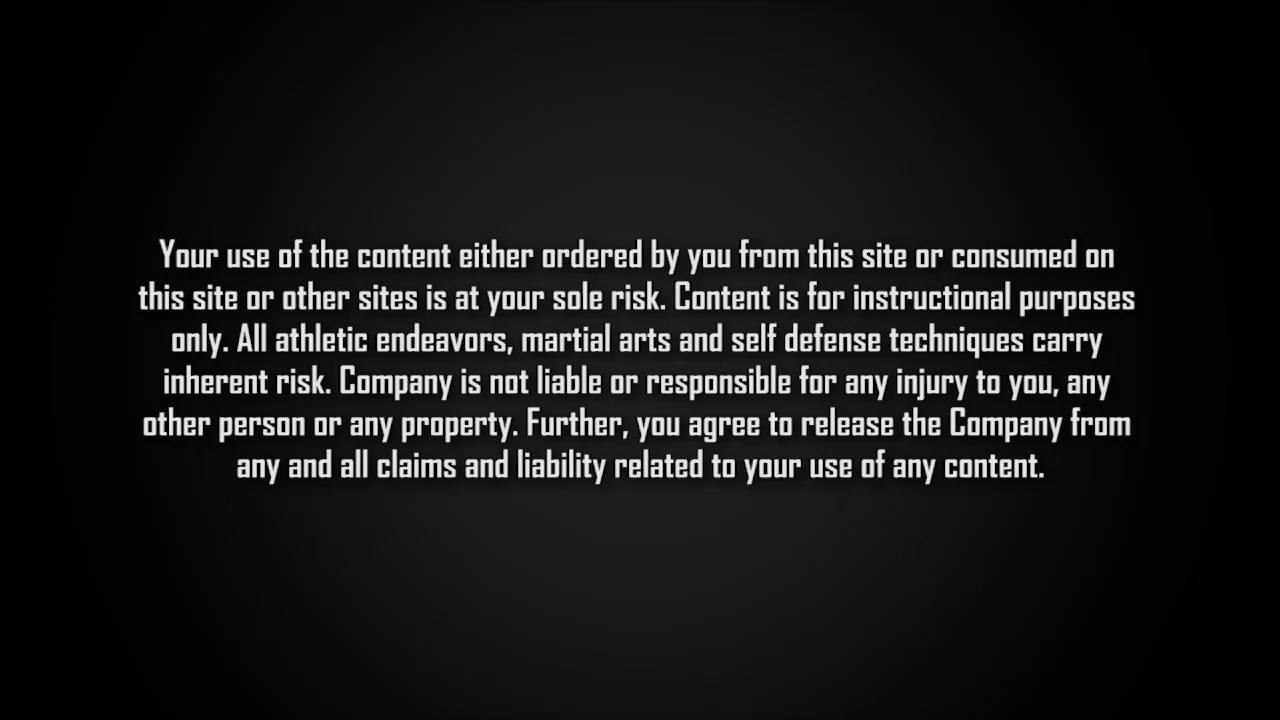 Your use of the content either ordered by you from this site or consumed on
this site or other sites is at your sole risk. Content is for instructional purposes
only. All athletic endeavors, martial arts and self defense techniques carry
inherent risk. Company is not liable or responsible for any injury to you, any
other person or any property. Further, you agree to release the Company from
any and all claims and liability related to your use of any content.